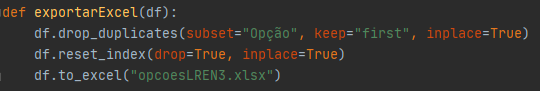 def exportarExcel(df):
    df.drop_duplicates(subset="Opção", keep="first", inplace=True)
    df.reset_index(drop=True, inplace=True)
    df.to_excel("opcoesLREN3.xlsx")